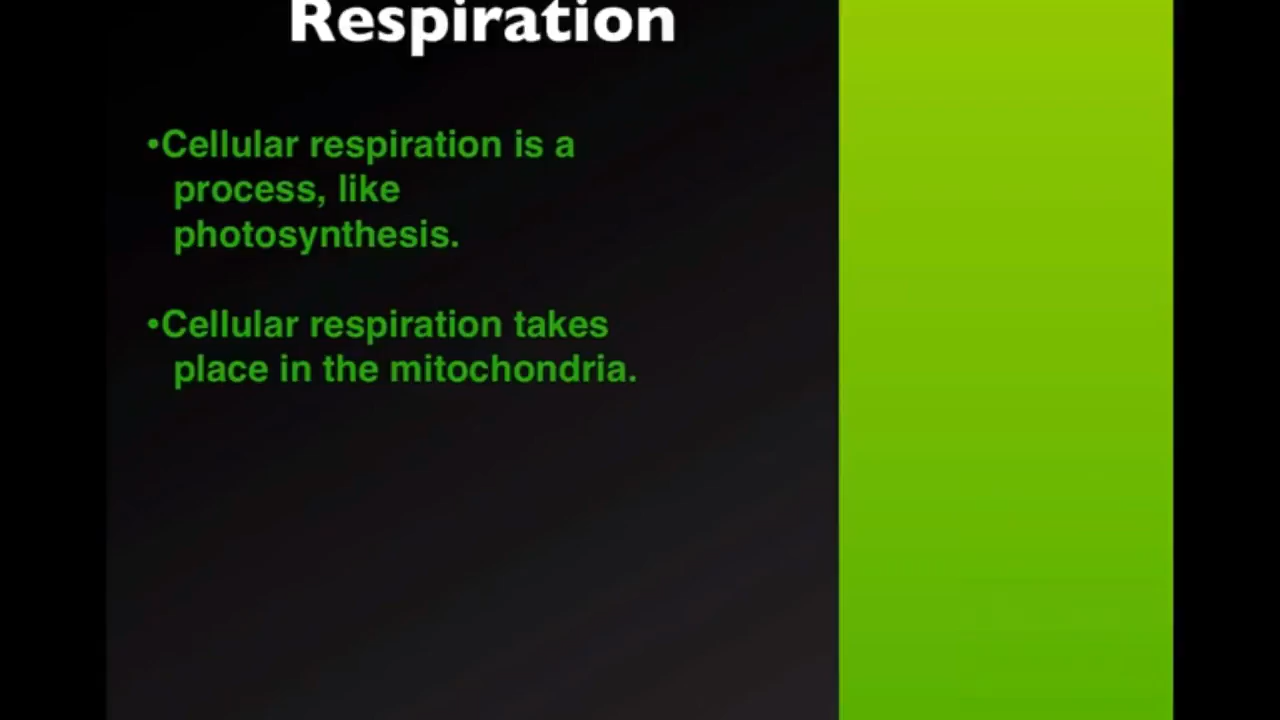 Respiration
•Cellular respiration is a
process, like
photosynthesis.
•Cellular respiration takes
place in the mitochondria.